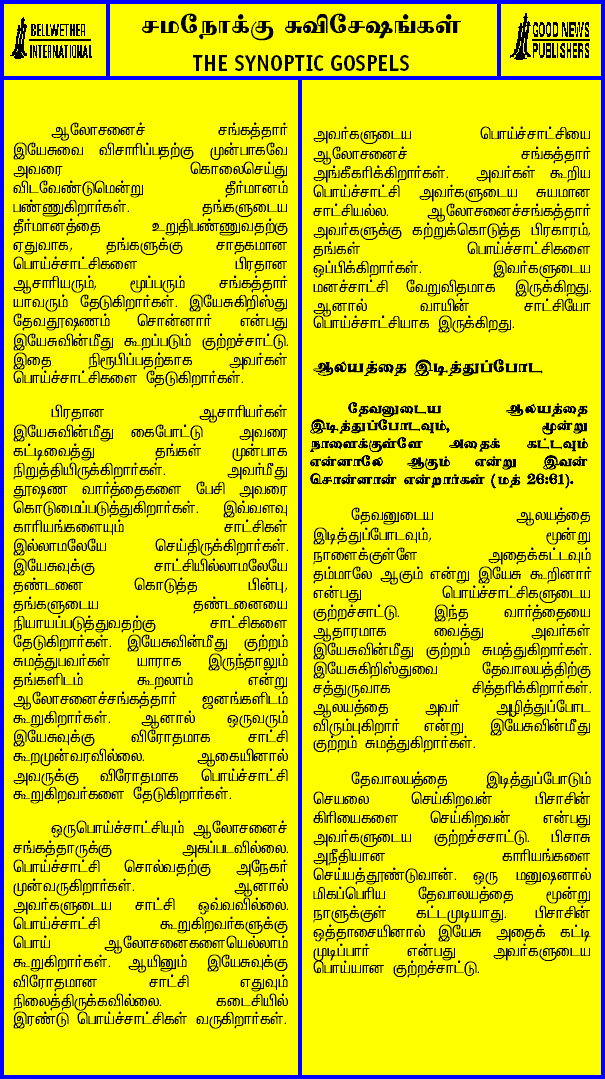 BELLWETHER
INTERNATIONAL
சமநோக்கு சுவிசேஷங்கள்
THE SYNOPTIC GOSPELS
GOOD NEWS
PUBLISHERS
ஆலோசனைச் சங்கத்தார்
இயேசுவை விசாரிப்பதற்கு முன்பாகவே
அவரை கொலைசெய்து
விடவேண்டுமென்று தீர்மானம்
பண்ணுகிறார்கள். தங்களுடைய
தீர்மானத்தை உறுதிபண்ணுவதற்கு
ஏதுவாக, தங்களுக்கு சாதகமான
பொய்ச்சாட்சிகளை பிரதான
ஆசாரியரும், மூப்பரும் சங்கத்தார்
யாவரும் தேடுகிறார்கள். இயேசுகிறிஸ்து
தேவதூஷணம் சொன்னார் என்பது
இயேசுவின்மீது கூறப்படும் குற்றச்சாட்டு.
இதை நிரூபிப்பதற்காக அவர்கள்
பொய்ச்சாட்சிகளை தேடுகிறார்கள்.
பிரதான ஆசாரியர்கள்
இயேசுவின்மீது கைபோட்டு அவரை
கட்டிவைத்து தங்கள் முன்பாக
நிறுத்தியிருக்கிறார்கள். அவர்மீது
தூஷண வார்த்தைகளை பேசி அவரை
கொடுமைப்படுத்துகிறார்கள். இவ்வளவு
காரியங்களையும் சாட்சிகள்
இல்லாமலேயே செய்திருக்கிறார்கள்.
இயேசுவுக்கு சாட்சியில்லாமலேயே
தண்டனை கொடுத்த பின்பு,
தங்களுடைய தண்டனையை
நியாயப்படுத்துவதற்கு சாட்சிகளை
தேடுகிறார்கள். இயேசுவின்மீது குற்றம்
சுமத்துபவர்கள் யாராக இருந்தாலும்
தங்களிடம் கூறலாம் என்று
ஆலோசனைச்சங்கத்தார் ஜனங்களிடம்
கூறுகிறார்கள். ஆனால் ஒருவரும்
இயேசுவுக்கு விரோதமாக சாட்சி
கூறமுன்வரவில்லை. ஆகையினால்
அவருக்கு விரோதமாக பொய்ச்சாட்சி
கூறுகிறவர்களை தேடுகிறார்கள்.
ஒருபொய்ச்சாட்சியும் ஆலோசனைச்
சங்கத்தாருக்கு அகப்படவில்லை.
பொய்ச்சாட்சி சொல்வதற்கு அநேகர்
முன்வருகிறார்கள். ஆனால்
அவர்களுடைய சாட்சி ஒவ்வவில்லை.
பொய்ச்சாட்சி கூறுகிறவர்களுக்கு
பொய் ஆலோசனைகளையெல்லாம்
கூறுகிறார்கள். ஆயினும் இயேசுவுக்கு
விரோதமான சாட்சி எதுவும்
நிலைத்திருக்கவில்லை. கடைசியில்
இரண்டு பொய்ச்சாட்சிகள் வருகிறார்கள்.
அவர்களுடைய பொய்ச்சாட்சியை
ஆலோசனைச் சங்கத்தார்
அங்கீகரிக்கிறார்கள். அவர்கள் கூறிய
பொய்ச்சாட்சி அவர்களுடைய சுயமான
சாட்சியல்ல. ஆலோசனைச்சங்கத்தார்
அவர்களுக்கு கற்றுக்கொடுத்த பிரகாரம்,
தங்கள் பொய்ச்சாட்சிகளை
ஒப்பிக்கிறார்கள். இவர்களுடைய
மனச்சாட்சி வேறுவிதமாக இருக்கிறது.
ஆனால் வாயின் சாட்சியோ
பொய்ச்சாட்சியாக இருக்கிறது.
ஆலயத்தை இடித்துப்போட
தேவனுடைய ஆலயத்தை
இடித்துப்போடவும், மூன்று
நாளைக்குள்ளே அதைக் கட்டவும்
என்னாலே ஆகும் என்று இவன்
சொன்னான் என்றார்கள் (மத் 26:61).
தேவனுடைய ஆலயத்தை
இடித்துப்போடவும், மூன்று
நாளைக்குள்ளே அதைக்கட்டவும்
தம்மாலே ஆகும் என்று இயேசு கூறினார்
என்பது பொய்ச்சாட்சிகளுடைய
குற்றச்சாட்டு. இந்த வார்த்தையை
ஆதாரமாக வைத்து அவர்கள்
இயேசுவின்மீது குற்றம் சுமத்துகிறார்கள்.
இயேசுகிறிஸ்துவை தேவாலயத்திற்கு
சத்துருவாக சித்தரிக்கிறார்கள்.
ஆலயத்தை அவர் அழித்துப்போட
விரும்புகிறார் என்று இயேசுவின்மீது
குற்றம் சுமத்துகிறார்கள்.
தேவாலயத்தை இடித்துப்போடும்
செயலை செய்கிறவன் பிசாசின்
கிரியைகளை செய்கிறவன் என்பது
அவர்களுடைய குற்றச்சசாட்டு. பிசாசு
அநீதியான காரியங்களை
செய்யத்தூண்டுவான். ஒரு மனுஷனால்
மிகப்பெரிய தேவாலயத்தை மூன்று
நாளுக்குள் கட்டமுடியாது. பிசாசின்
ஒத்தாசையினால் இயேசு அதைக் கட்டி
முடிப்பார் என்பது அவர்களுடைய
பொய்யான குற்றச்சாட்டு.